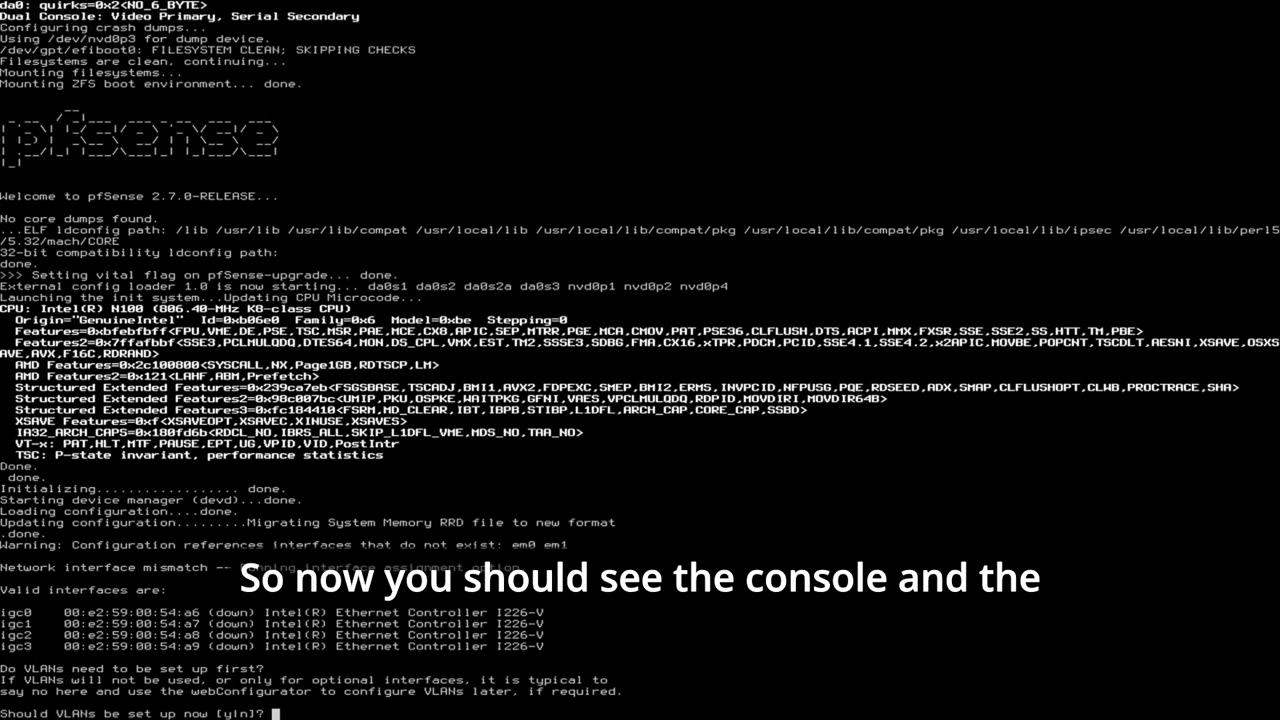 da0: quirks=0x2<NO_6_BYTE>
Dual Console: Video Primary, Serial Secondary
Configuring crash dumps...
Using /dev/nvd0p3 for dump device.
/dev/gpt/efiboot0: FILESYSTEM CLEAN; SKIPPING CHECKS
Filesystems are clean, continuing...
Mounting filesystems...
Mounting ZFS boot environment... done.
pfsense
Welcome to pfSense 2.7.0-RELEASE...
No core dumps found.
...ELF ldconfig path: /lib /usr/lib /usr/lib/compat /usr/local/lib /usr/local/lib/compat/pkg /usr/local/lib/compat/pkg /usr/local/lib/ipsec /usr/local/lib/perl5
/5.32/mach/CORE
32-bit compatibility ldconfig path:
done.
>>> Setting vital flag on pfSense-upgrade... done.
External config loader 1.0 is now starting... da0s1 da0s2 da0s2a da0s3 nvd0p1 nvd0p2 nvd0p4
Launching the init system...Updating CPU Microcode...
CPU: Intel(R) N100 (806.40-MHz K8-class CPU)
Origin="GenuineIntel" Id=0xb06e0 Family=0x6 Model=0xbe Stepping=0
Features=0xbfebfbff<FPU,VME,DE,PSE,TSC,MSR,PAE,MCE,CX8,APIC,SEP,MTRR,PGE,MCA,CMOV,PAT,PSE36,CLFLUSH,DTS,ACPI,MMX,FXSR,SSE,SSE2,SS,HTT,TM,PBE>
Features2=0x7ffafbbf<SSE3,PCLMULQDQ,DTES64,MON,DS_CPL,VMX,EST,TM2,SSSE3,SDBG,FMA,CX16,xTPR,PDCM,PCID,SSE4.1,SSE4.2,x2APIC,MOVBE,POPCNT,TSCDLT,AESNI,XSAVE,OSXS
AVE,AVX,F16C,RDRAND>
AMD Features=0x2c100800<SYSCALL,NX,Page1GB,RDTSCP,LM>
AMD Features2=0x121<LAHF,ABM,Prefetch>
Structured Extended Features=0x239ca7eb<FSGSBASE,TSCADJ,BMI1,AVX2,FDPEXC,SMEP,BMI2,ERMS,INVPCID,NFPUSG,PQE,RDSEED,ADX,SMAP,CLFLUSHOPT,CLWB,PROCTRACE,SHA>
Structured Extended Features2=0x98c007bc<UMIP,PKU,OSPKE,WAITPKG,GFNI,VAES,VPCLMULQDQ,RDPID,MOVDIRI,MOVDIR64B>
Structured Extended Features3=0xfc184410<FSRM,MD_CLEAR,IBT,IBPB,STIBP,L1DFL,ARCH_CAP,CORE_CAP,SSBD>
XSAVE Features=0xf<XSAVEOPT,XSAVEC,XINUSE,XSAVES>
IA32_ARCH_CAPS=0x180fd6b<RDCL_NO,IBRS_ALL,SKIP_L1DFL_VME,MDS_NO,TAA_NO>
VT-x: PAT,HLT,MTF,PAUSE,EPT,UG,VPID,VID,PostIntr
TSC: P-state invariant, performance statistics
Done.
done.
Initializing.................. done.
Starting device manager (devd)...done.
Loading configuration....done.
Updating configuration.........Migrating System Memory RRD file to new format
.done.
Warning: Configuration references interfaces that do not exist: em0 em1
Network interface mismatch -- Running interface assignment option.
So now you should see the console and the
Valid interfaces are:
igc0 00:e2:59:00:54:a6 (down) Intel(R) Ethernet Controller I226-V
igc1 00:e2:59:00:54:a7 (down) Intel(R) Ethernet Controller I226-V
igc2 00:e2:59:00:54:a8 (down) Intel(R) Ethernet Controller I226-V
igc3 00:e2:59:00:54:a9 (down) Intel(R) Ethernet Controller I226-V
Do VLANs need to be set up first?
If VLANs will not be used, or only for optional interfaces, it is typical to
say no here and use the webConfigurator to configure VLANs later, if required.
Should VLANs be set up now [y|n]?